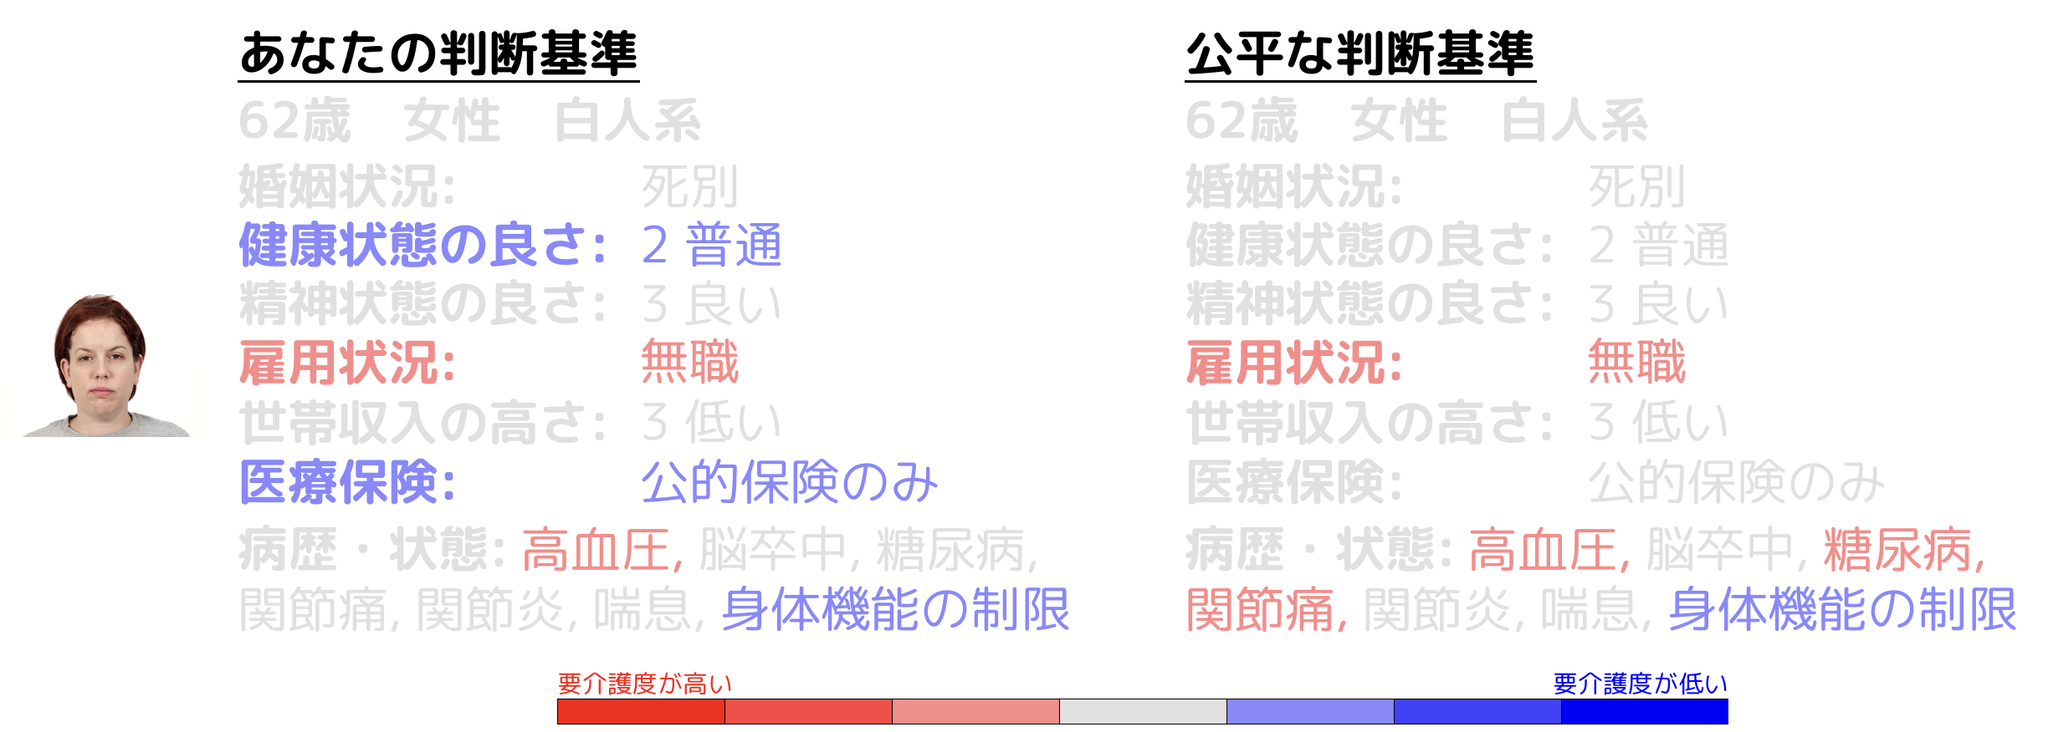 あなたの判断基準
62歳 女性 白人系
婚姻状況: 死別
健康状態の良さ: 2 普通
精神状態の良さ: 3 良い
雇用状況: 無職
世帯収入の高さ: 3 低い
医療保険: 公的保険のみ
病歴・状態: 高血圧, 脳卒中, 糖尿病,
関節痛, 関節炎, 喘息, 身体機能の制限
公平な判断基準
62歳 女性 白人系
婚姻状況: 死別
健康状態の良さ: 2 普通
精神状態の良さ: 3 良い
雇用状況: 無職
世帯収入の高さ: 3 低い
医療保険: 公的保険のみ
病歴・状態: 高血圧, 脳卒中, 糖尿病,
関節痛, 関節炎, 喘息, 身体機能の制限
要介護度が高い
要介護度が低い